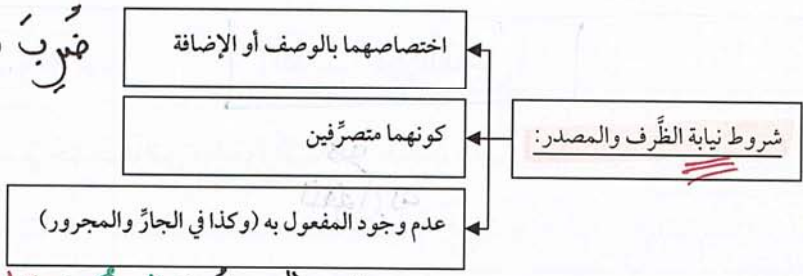 شروط نيابة الظَّرف والمصدر:
اختصاصهما بالوصف أو الإضافة
كونهما متصرِّفين
عدم وجود المفعول به (وكذا في الجارِّ والمجرور)
ضُرِبَ